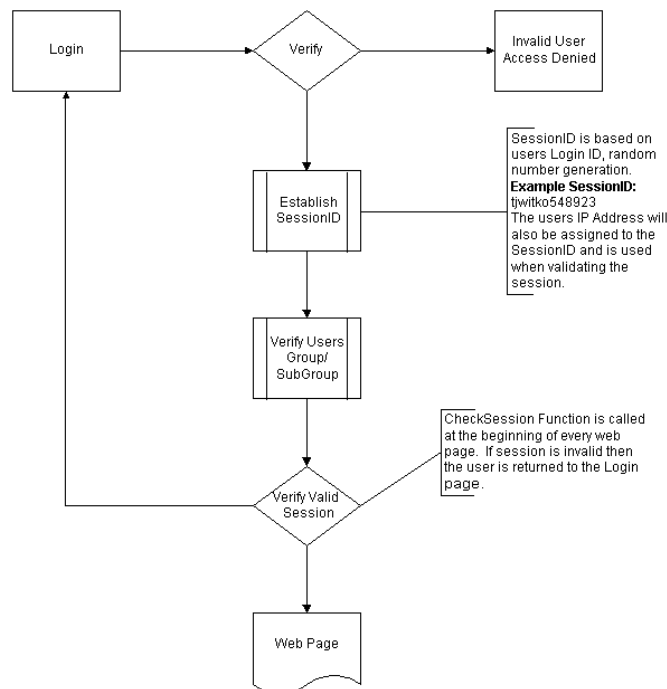 Login
Verify
Invalid User
Access Denied
Establish
SessionID
SessionID is based on
users Login ID, random
number generation.
Example SessionID:
tjwitko548923
The users IP Address will
also be assigned to the
SessionID and is used
when validating the
session.
Verify Users
Group/
SubGroup
CheckSession Function is called
at the beginning of every web
page. If session is invalid then
the user is returned to the Login
page.
Verify Valid
Session
Web Page